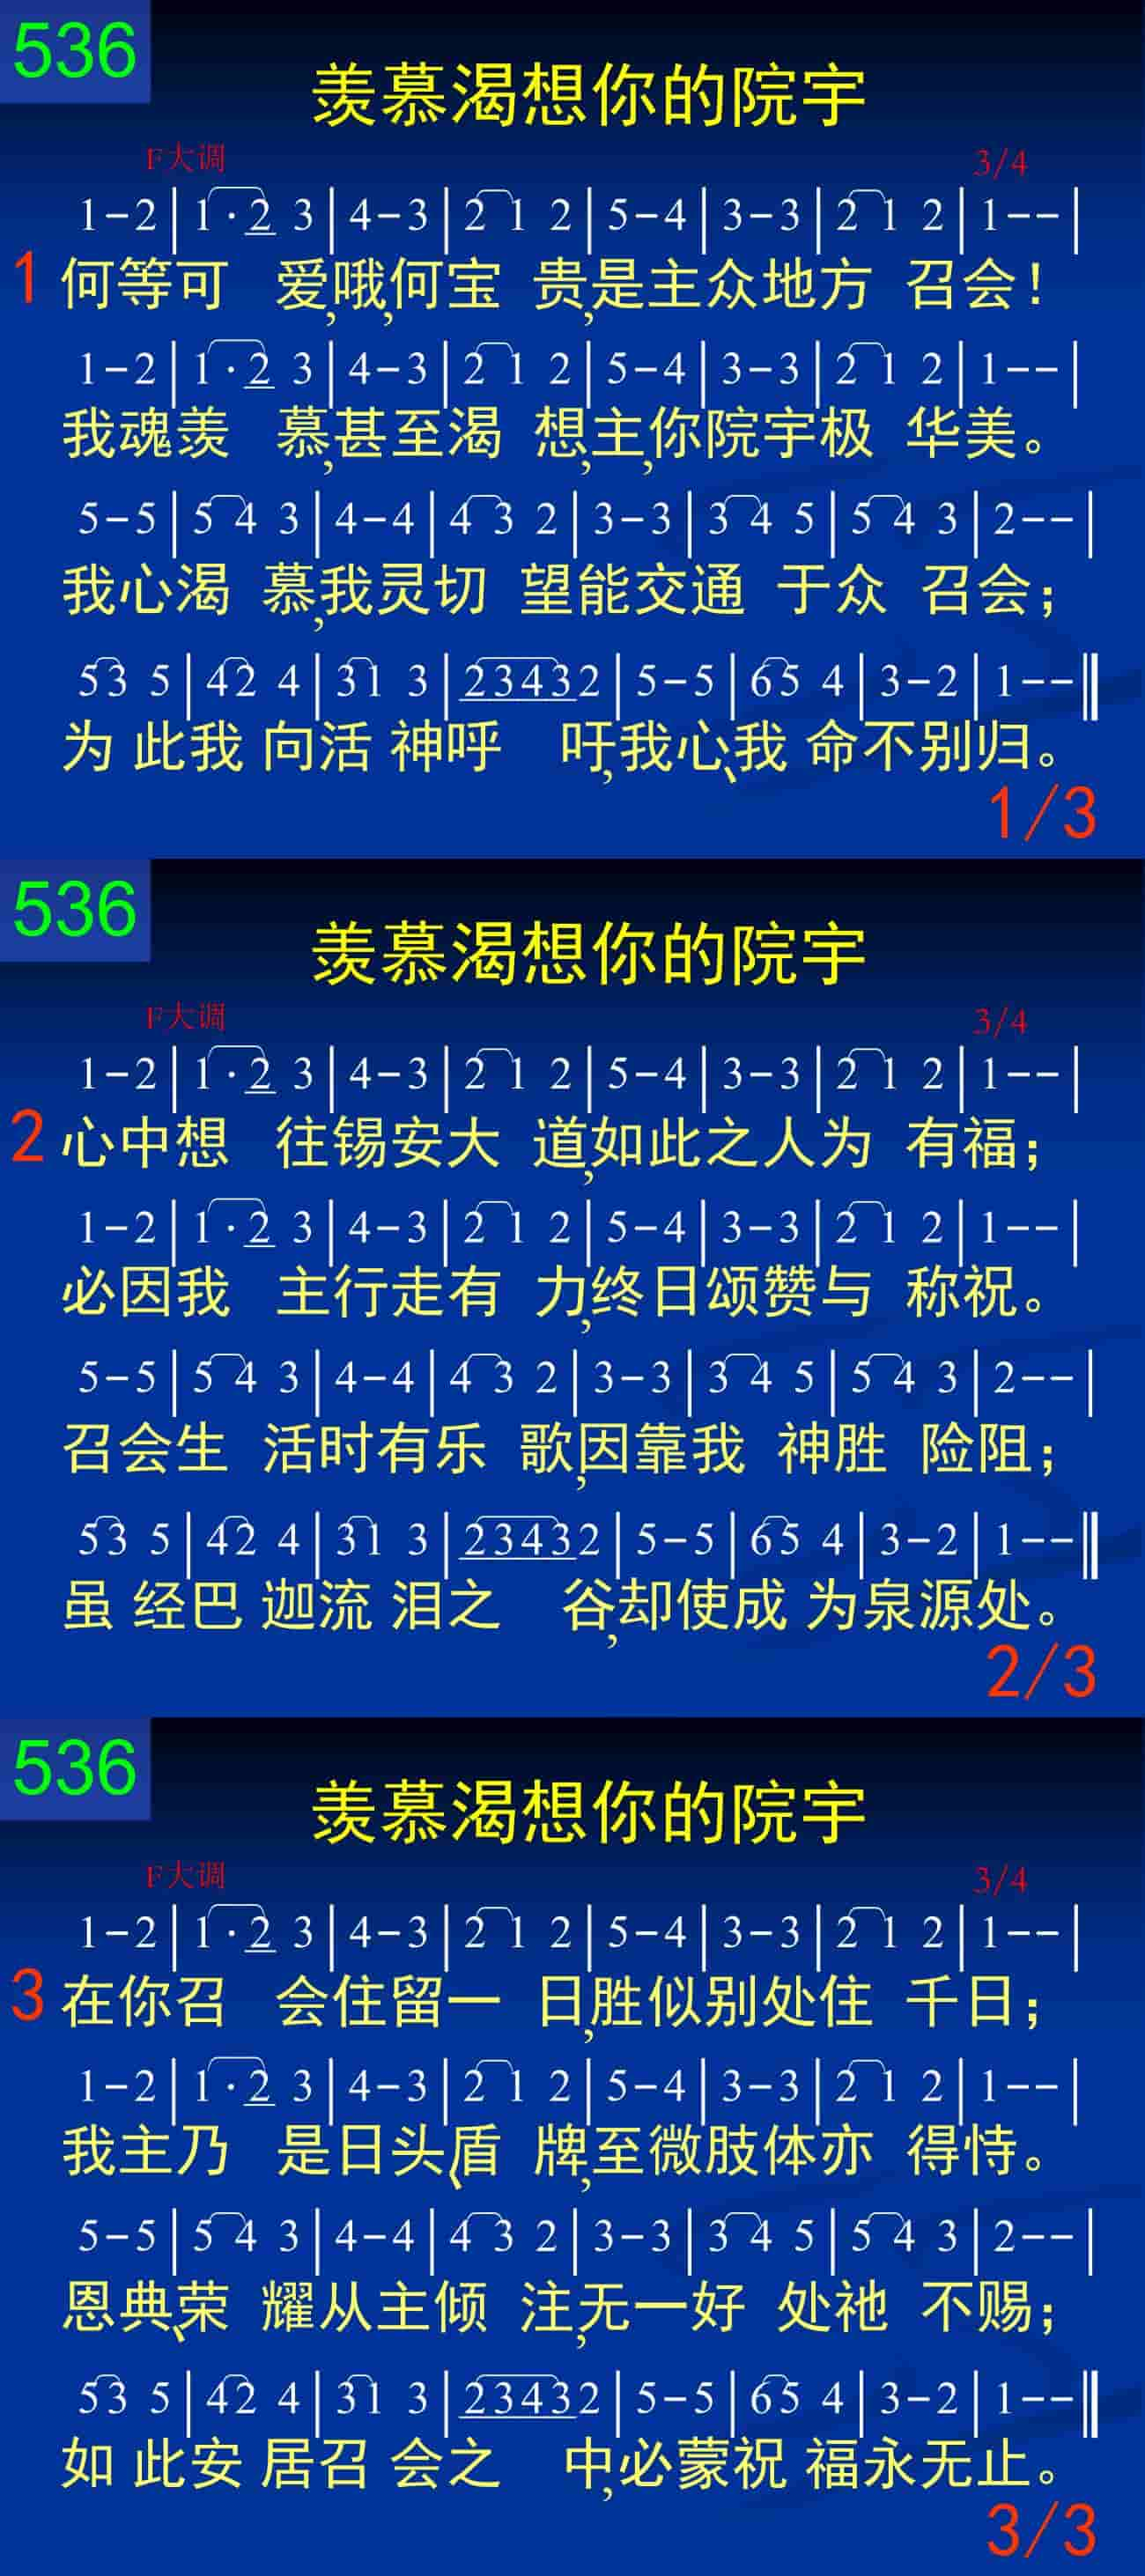 536
羡慕渴想你的院宇
F大调 3/4
1-2|1·2 3|4-3|2 1 2|5-4|3-3|2 1 2|1--|
1 何等可 爱,哦,何宝 贵,是主众地方 召会!
1-2|1·2 3|4-3|2 1 2|5-4|3-3|2 1 2|1--|
我魂羡 慕,甚至渴 想,主,你院宇极 华美。
5-5|5 4 3|4-4|4 3 2|3-3|3 4 5|5 4 3|2--|
我心渴 慕,我灵切 望能交通 于众 召会;
53 5|42 4|31 3|23432|5-5|65 4|3-2|1--‖
为 此我 向活 神呼 吁,我心、我 命不别归。
1/3
536
羡慕渴想你的院宇
F大调 3/4
1-2|1·2 3|4-3|2 1 2|5-4|3-3|2 1 2|1--|
2 心中想 往锡安大 道,如此之人为 有福;
1-2|1·2 3|4-3|2 1 2|5-4|3-3|2 1 2|1--|
必因我 主行走有 力,终日颂赞与 称祝。
5-5|5 4 3|4-4|4 3 2|3-3|3 4 5|5 4 3|2--|
召会生 活时有乐 歌,因靠我 神胜 险阻;
53 5|42 4|31 3|23432|5-5|65 4|3-2|1--‖
虽 经巴 迦流 泪之 谷,却使成 为泉源处。
2/3
536
羡慕渴想你的院宇
F大调 3/4
1-2|1·2 3|4-3|2 1 2|5-4|3-3|2 1 2|1--|
3 在你召 会住留一 日,胜似别处住 千日;
1-2|1·2 3|4-3|2 1 2|5-4|3-3|2 1 2|1--|
我主乃 是日头、盾 牌,至微肢体亦 得恃。
5-5|5 4 3|4-4|4 3 2|3-3|3 4 5|5 4 3|2--|
恩典、荣 耀从主倾 注,无一好 处祂 不赐;
53 5|42 4|31 3|23432|5-5|65 4|3-2|1--‖
如 此安 居召 会之 中,必蒙祝 福永无止。
3/3